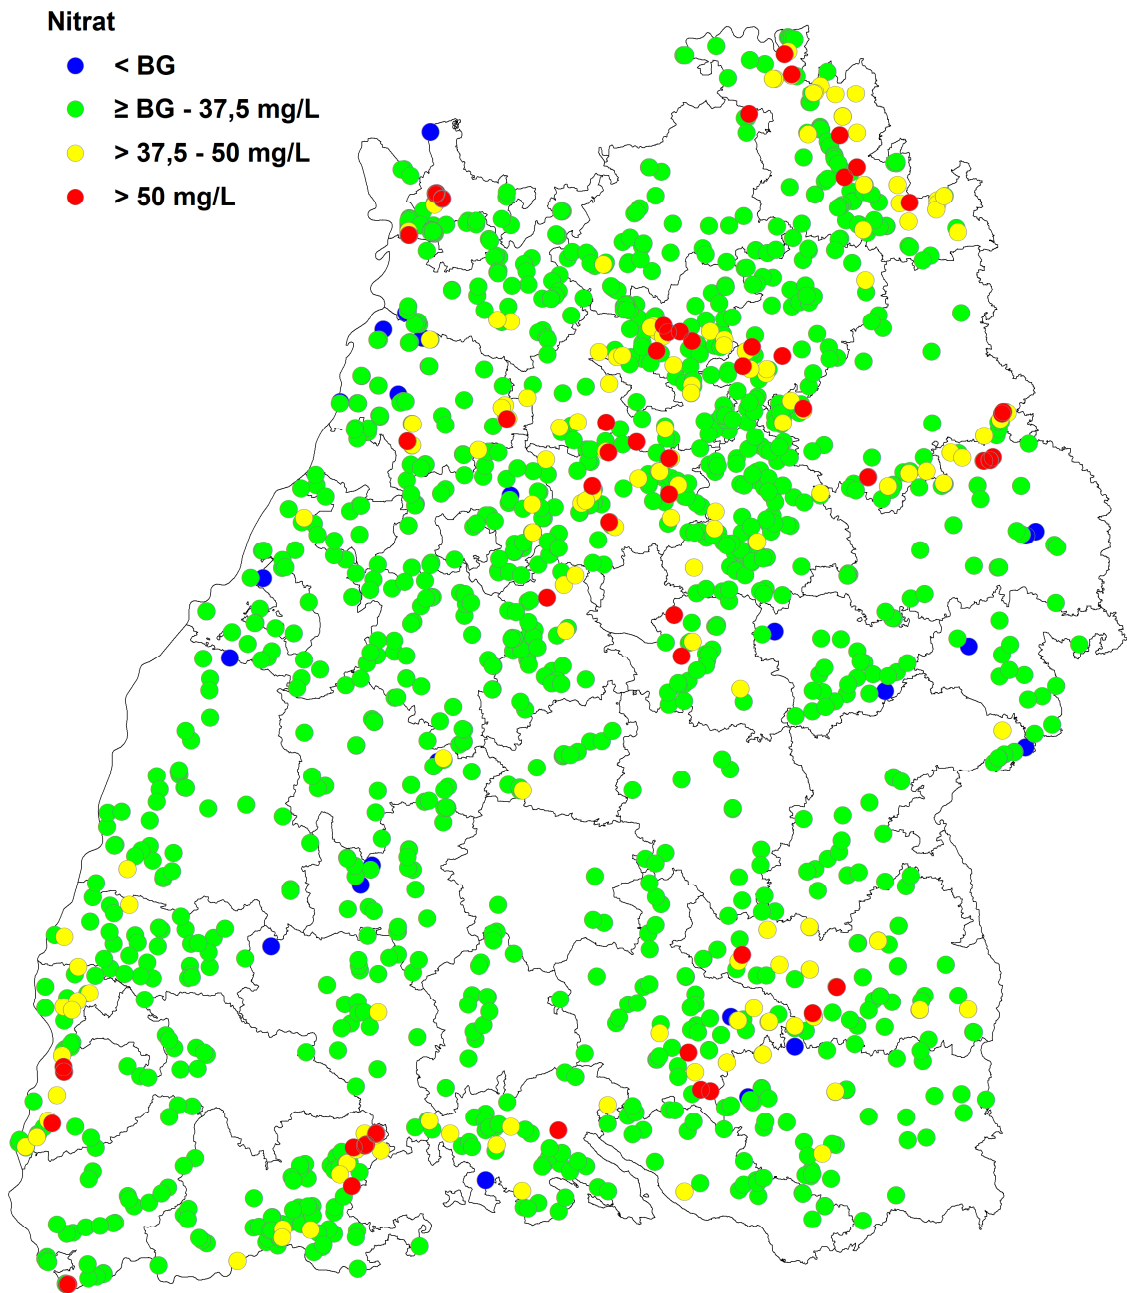 Nitrat
< BG
≥ BG - 37,5 mg/L
> 37,5 - 50 mg/L
> 50 mg/L